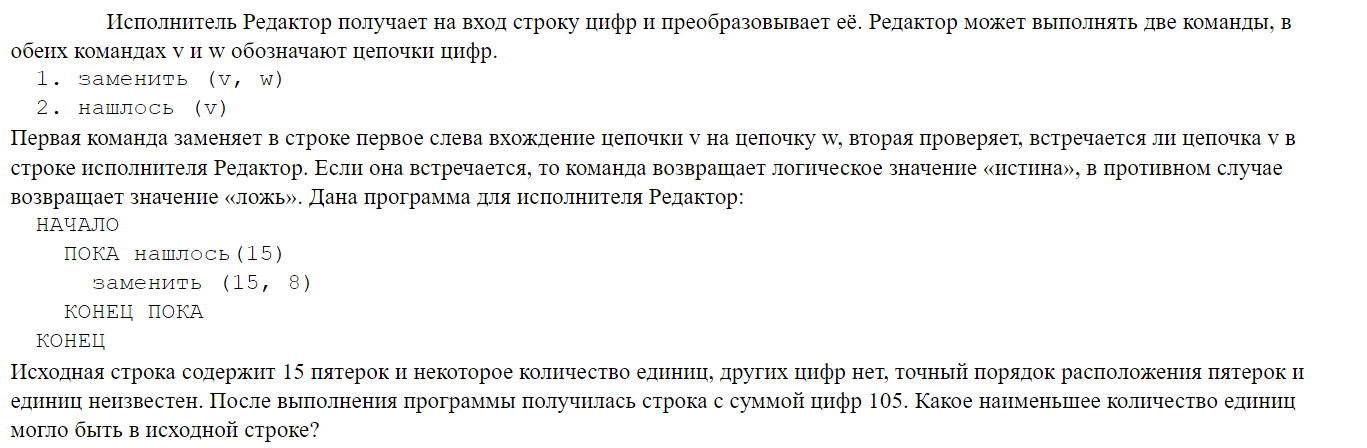 Исполнитель Редактор получает на вход строку цифр и преобразовывает её. Редактор может выполнять две команды, в
обеих командах v и w обозначают цепочки цифр.
1. заменить (v, w)
2. нашлось (v)
Первая команда заменяет в строке первое слева вхождение цепочки v на цепочку w, вторая проверяет, встречается ли цепочка v в
строке исполнителя Редактор. Если она встречается, то команда возвращает логическое значение «истина», в противном случае
возвращает значение «ложь». Дана программа для исполнителя Редактор:
НАЧАЛО
ПОКА нашлось(15)
заменить (15, 8)
КОНЕЦ ПОКА
КОНЕЦ
Исходная строка содержит 15 пятерок и некоторое количество единиц, других цифр нет, точный порядок расположения пятерок и
единиц неизвестен. После выполнения программы получилась строка с суммой цифр 105. Какое наименьшее количество единиц
могло быть в исходной строке?